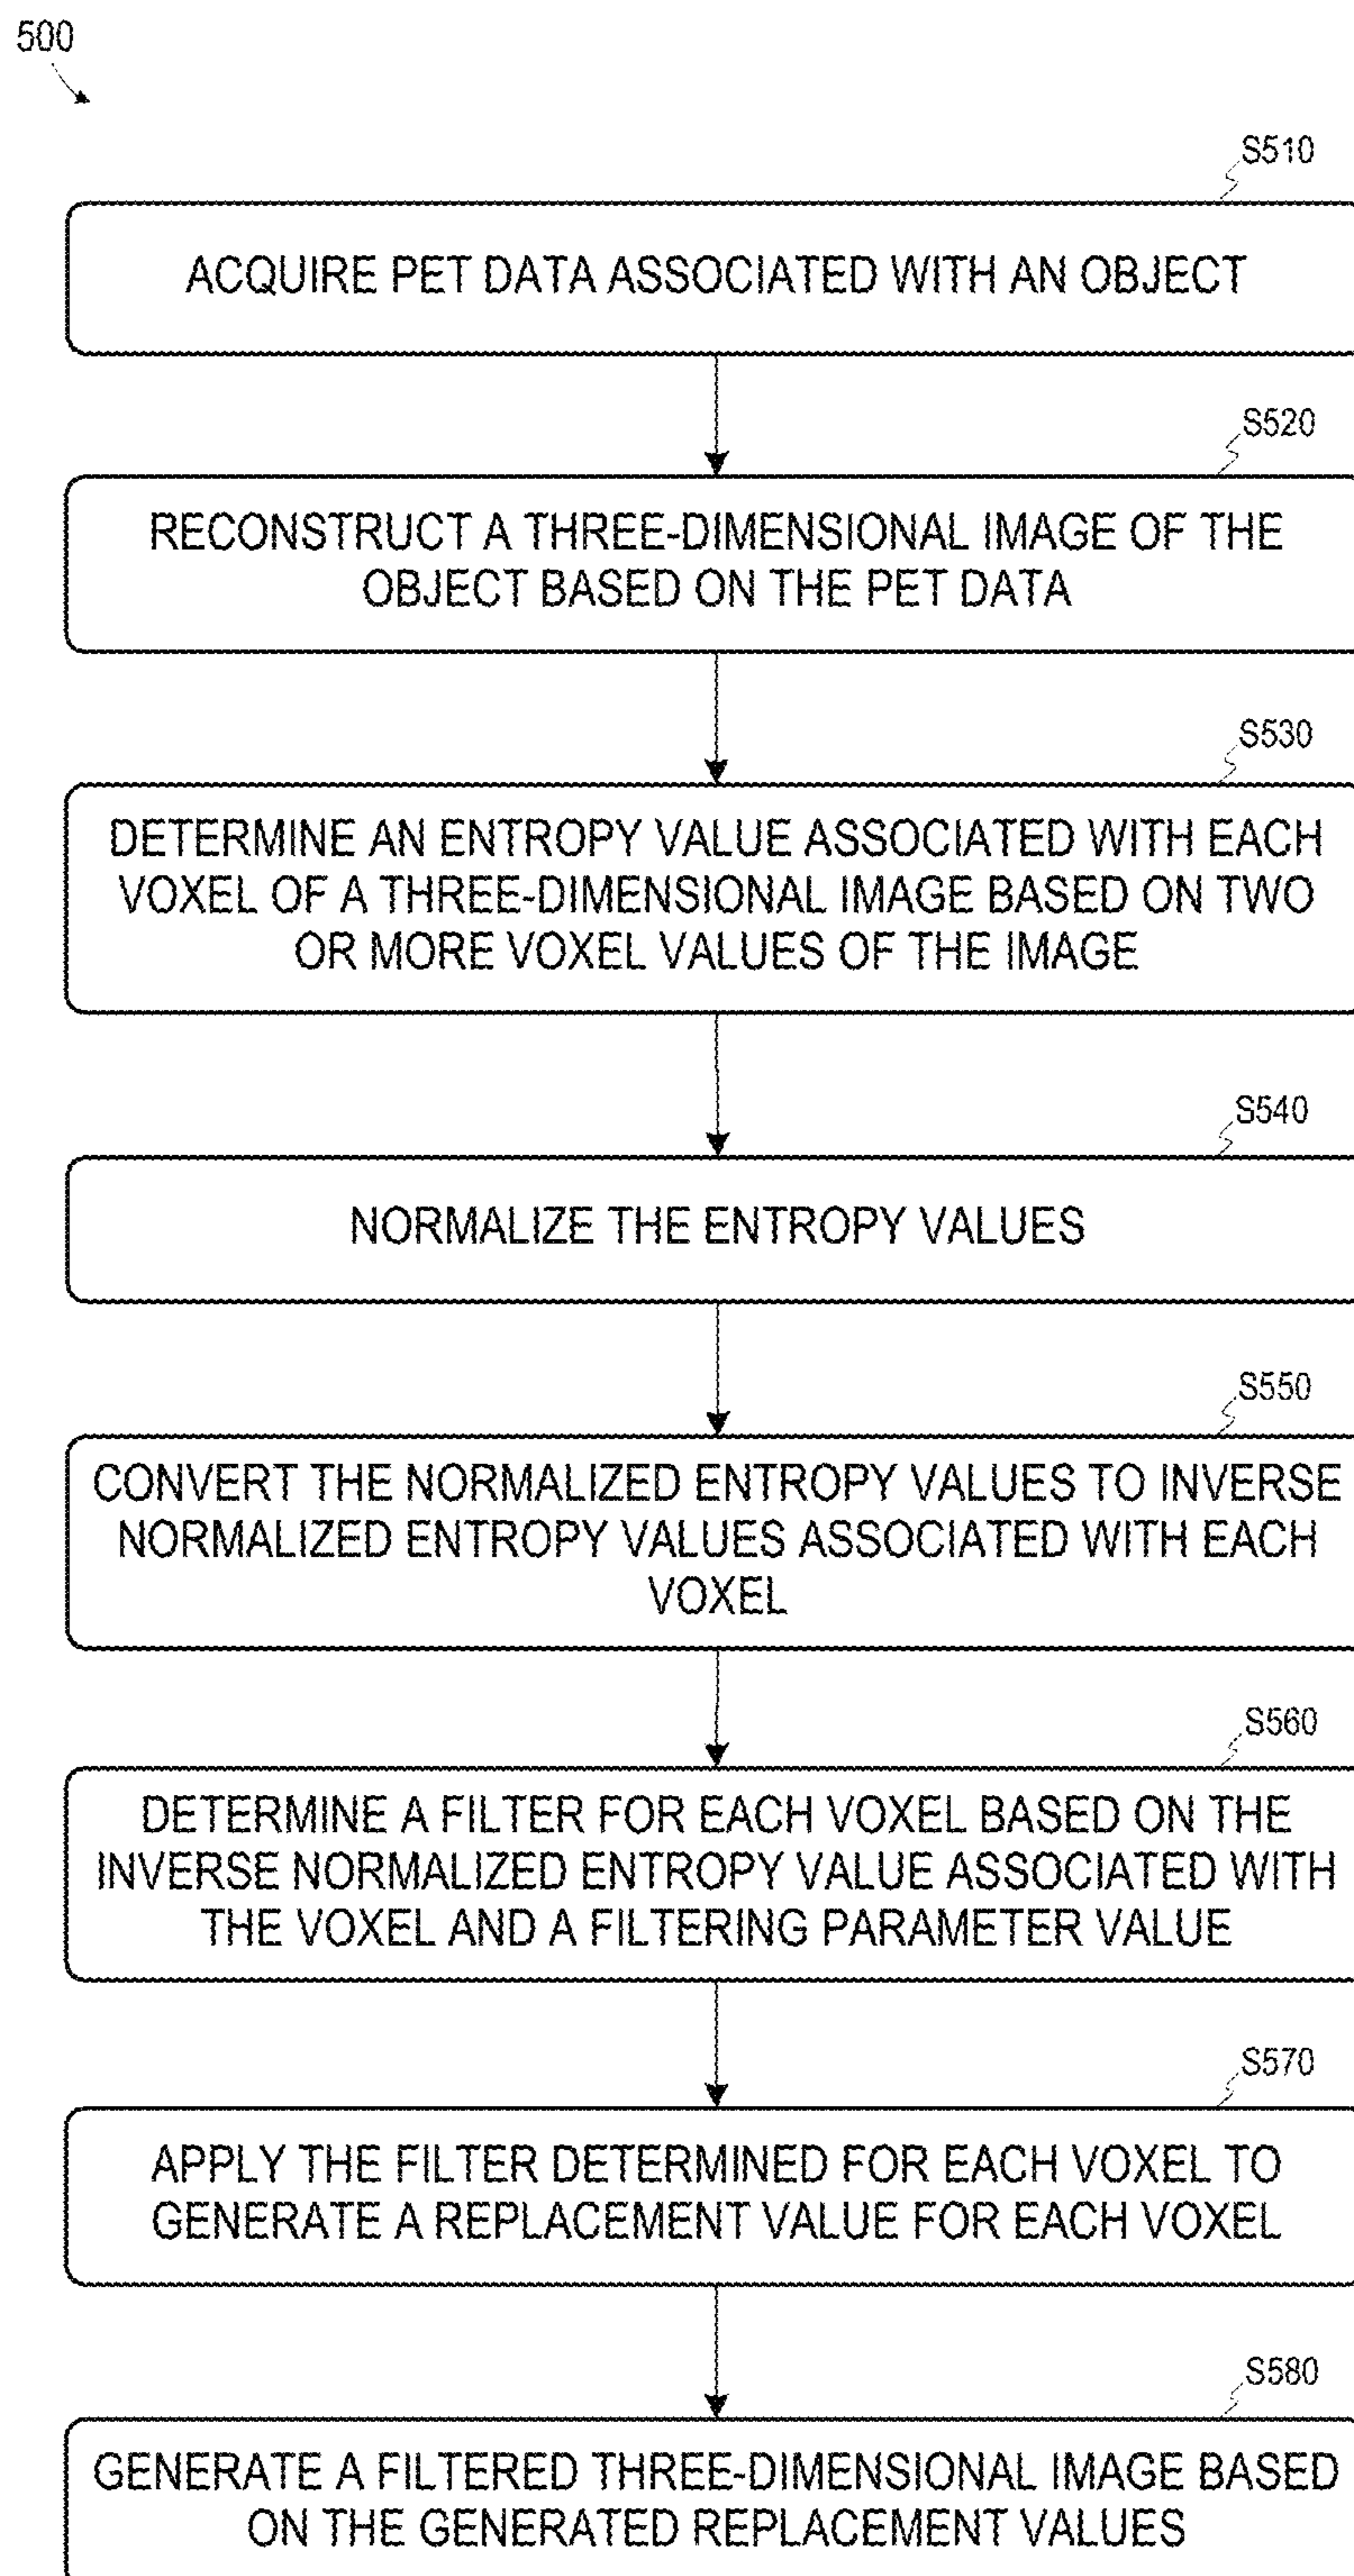 500
S510
ACQUIRE PET DATA ASSOCIATED WITH AN OBJECT
S520
RECONSTRUCT A THREE-DIMENSIONAL IMAGE OF THE
OBJECT BASED ON THE PET DATA
S530
DETERMINE AN ENTROPY VALUE ASSOCIATED WITH EACH
VOXEL OF A THREE-DIMENSIONAL IMAGE BASED ON TWO
OR MORE VOXEL VALUES OF THE IMAGE
S540
NORMALIZE THE ENTROPY VALUES
S550
CONVERT THE NORMALIZED ENTROPY VALUES TO INVERSE
NORMALIZED ENTROPY VALUES ASSOCIATED WITH EACH
VOXEL
S560
DETERMINE A FILTER FOR EACH VOXEL BASED ON THE
INVERSE NORMALIZED ENTROPY VALUE ASSOCIATED WITH
THE VOXEL AND A FILTERING PARAMETER VALUE
S570
APPLY THE FILTER DETERMINED FOR EACH VOXEL TO
GENERATE A REPLACEMENT VALUE FOR EACH VOXEL
S580
GENERATE A FILTERED THREE-DIMENSIONAL IMAGE BASED
ON THE GENERATED REPLACEMENT VALUES